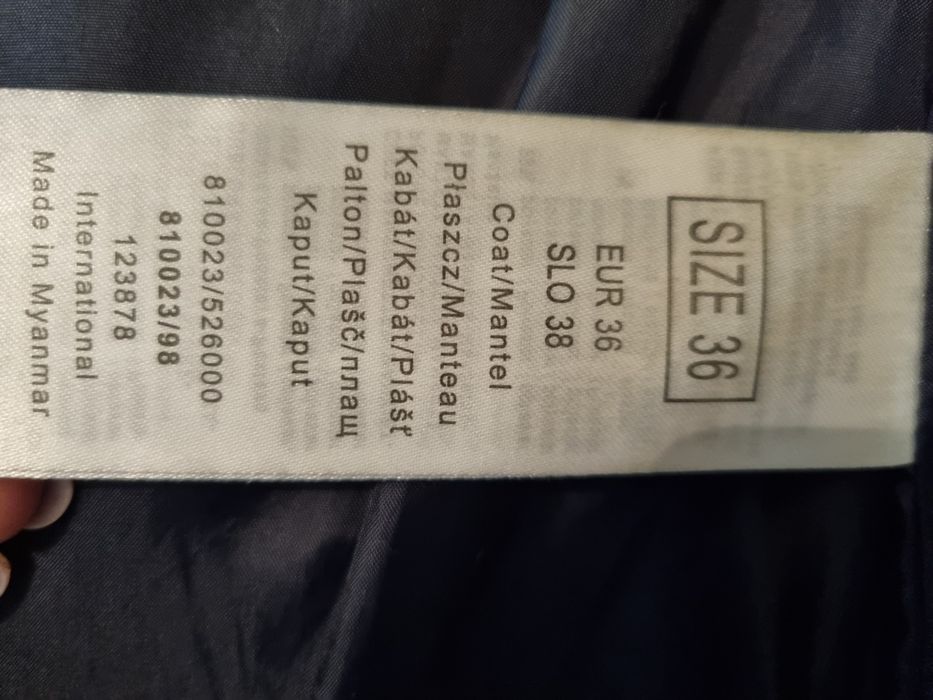 SIZE 36
EUR 36
SLO 38
Coat/Mantel
Płaszcz/Manteau
Kabát/Kabát/Plášť
Palton/Plašč/плащ
Kaput/Kaput
810023/526000
810023/98
123878
International
Made in Myanmar